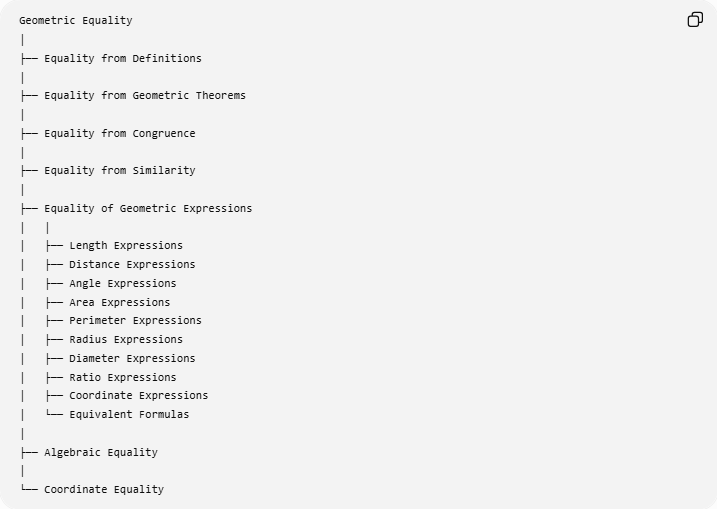 Geometric Equality
│
├── Equality from Definitions
│
├── Equality from Geometric Theorems
│
├── Equality from Congruence
│
├── Equality from Similarity
│
├── Equality of Geometric Expressions
│   │
│   ├── Length Expressions
│   ├── Distance Expressions
│   ├── Angle Expressions
│   ├── Area Expressions
│   ├── Perimeter Expressions
│   ├── Radius Expressions
│   ├── Diameter Expressions
│   ├── Ratio Expressions
│   ├── Coordinate Expressions
│   └── Equivalent Formulas
│
├── Algebraic Equality
│
└── Coordinate Equality